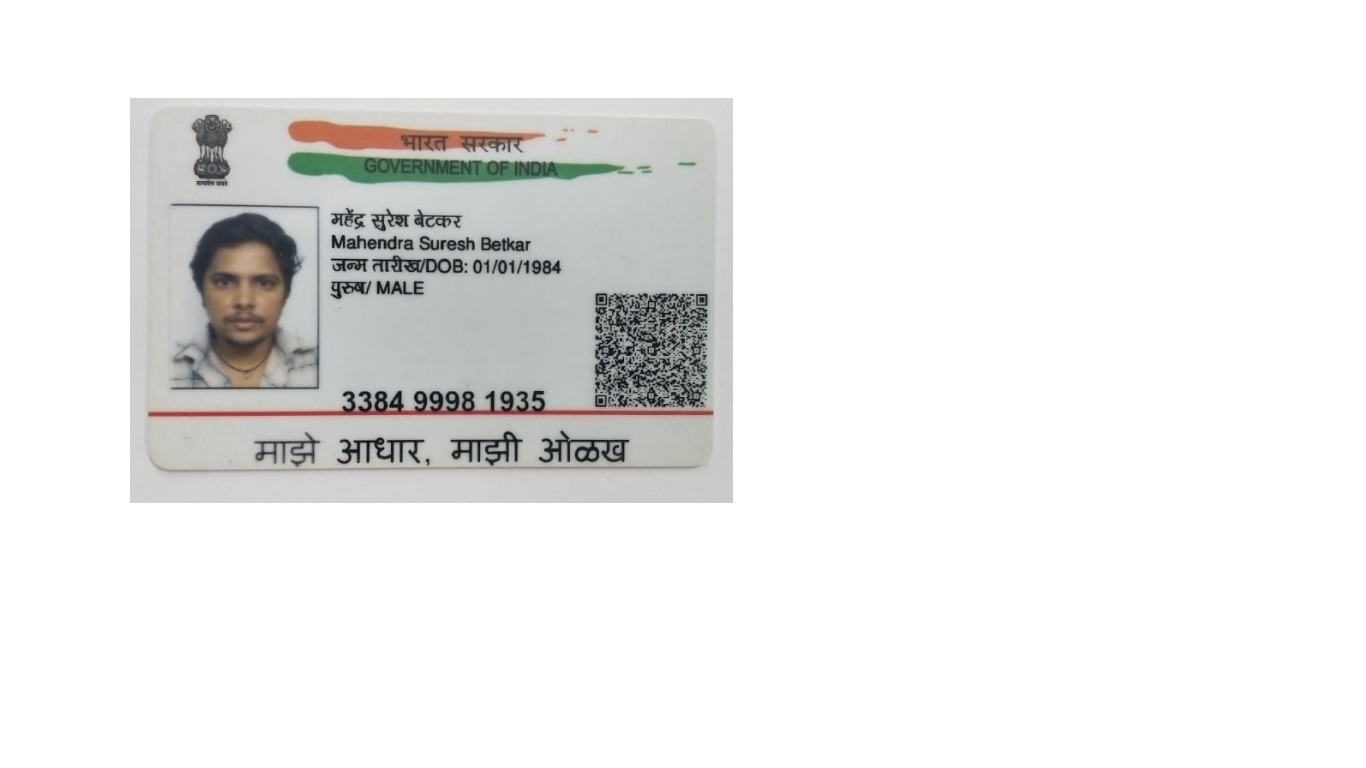 भारत सरकार
GOVERNMENT OF INDIA
सत्यमेव जयते
महेंद्र सुरेश बेटकर
Mahendra Suresh Betkar
जन्म तारीख/DOB: 01/01/1984
पुरुष/ MALE
3384 9998 1935
माझे आधार, माझी ओळख